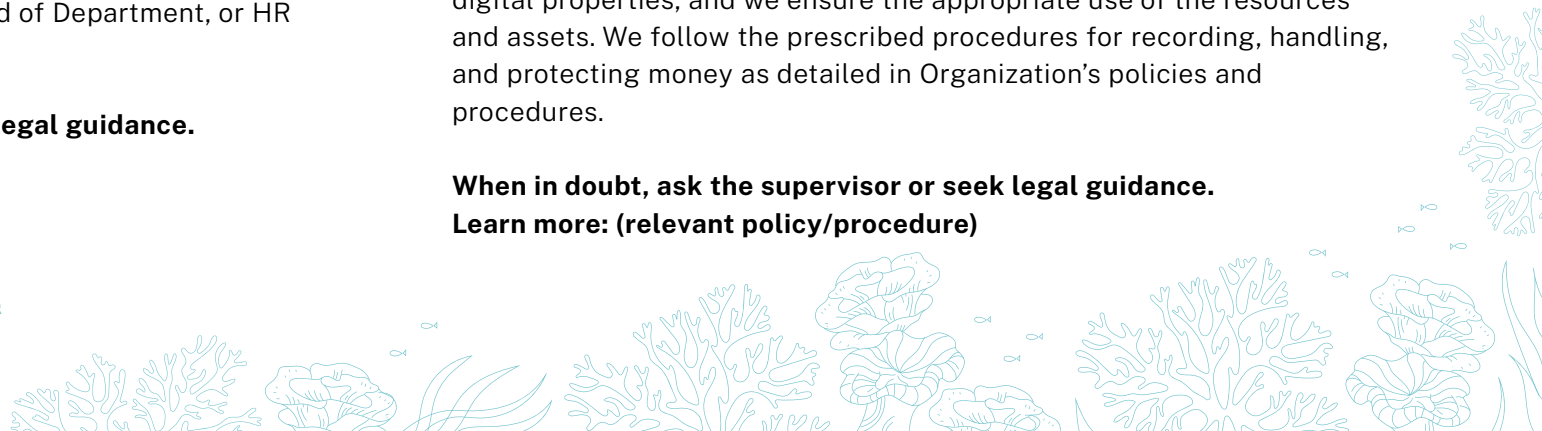 d of Department, or HR
egal guidance.
digital properties, and we ensure the appropriate use of the resources
and assets. We follow the prescribed procedures for recording, handling,
and protecting money as detailed in Organization’s policies and
procedures.
When in doubt, ask the supervisor or seek legal guidance.
Learn more: (relevant policy/procedure)